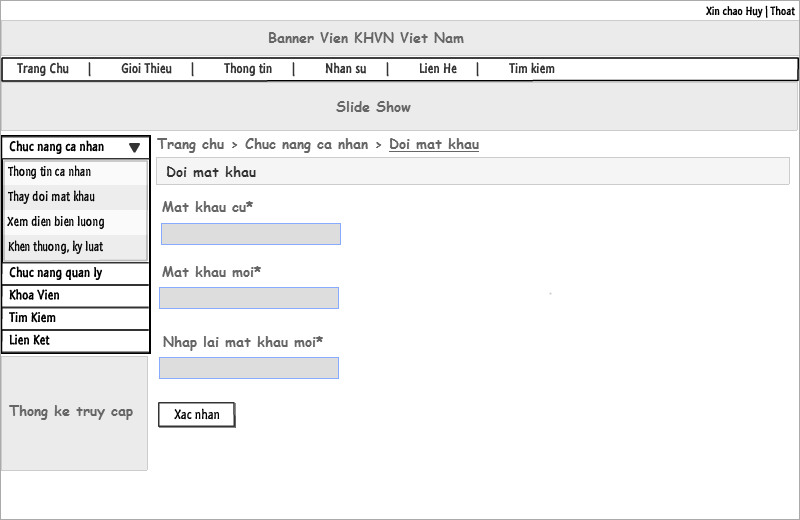 Xin chao Huy | Thoat
Banner Vien KHVN Viet Nam
Trang Chu | Gioi Thieu | Thong tin | Nhan su | Lien He | Tim kiem
Slide Show
Chuc nang ca nhan
Thong tin ca nhan
Thay doi mat khau
Xem dien bien luong
Khen thuong, ky luat
Chuc nang quan ly
Khoa Vien
Tim Kiem
Lien Ket
Thong ke truy cap
Trang chu > Chuc nang ca nhan > Doi mat khau
Doi mat khau
Mat khau cu*
Mat khau moi*
Nhap lai mat khau moi*
Xac nhan